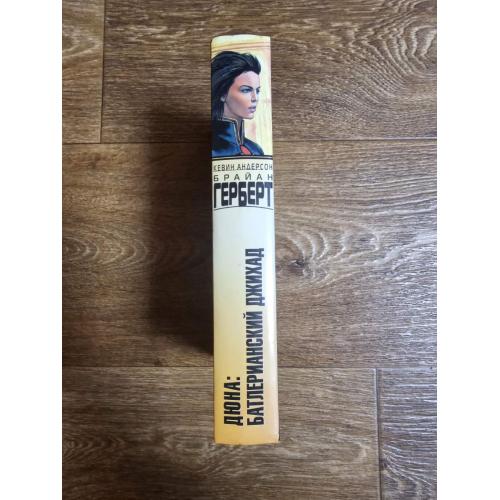 КЕВИН АНДЕРСОН
БРАЙАН
ГЕРБЕРТ
ДЮНА:
БАТЛЕРИАНСКИЙ ДЖИХАД